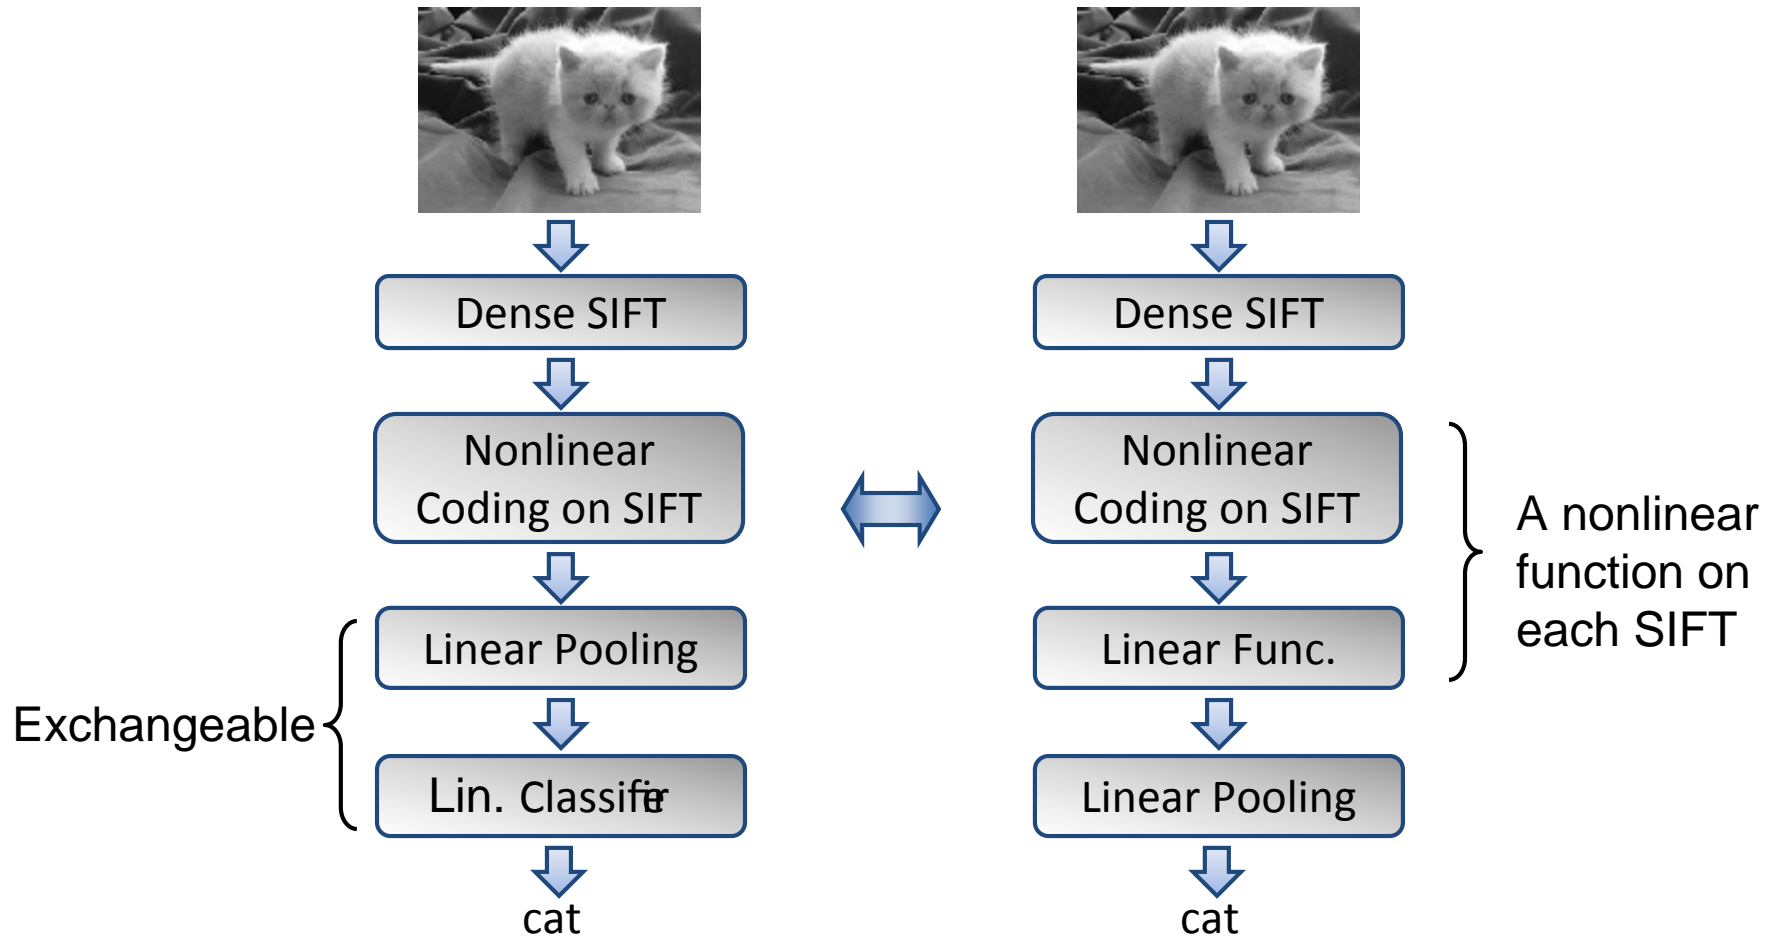 Dense SIFT
Nonlinear
Coding on SIFT
Linear Pooling
Exchangeable
Lin. Classifier
cat
Dense SIFT
Nonlinear
Coding on SIFT
A nonlinear
function on
each SIFT
Linear Func.
Linear Pooling
cat